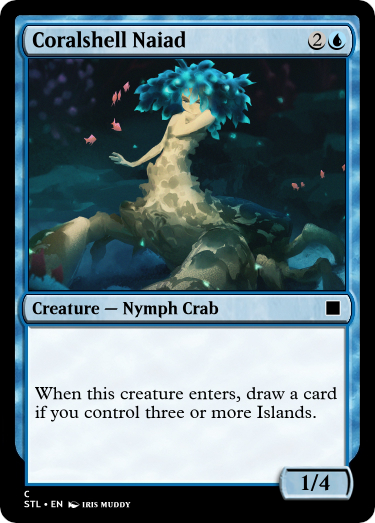 Coralshell Naiad 2
Creature — Nymph Crab
When this creature enters, draw a card
if you control three or more Islands.
1/4
C
STL • EN IRIS MUDDY